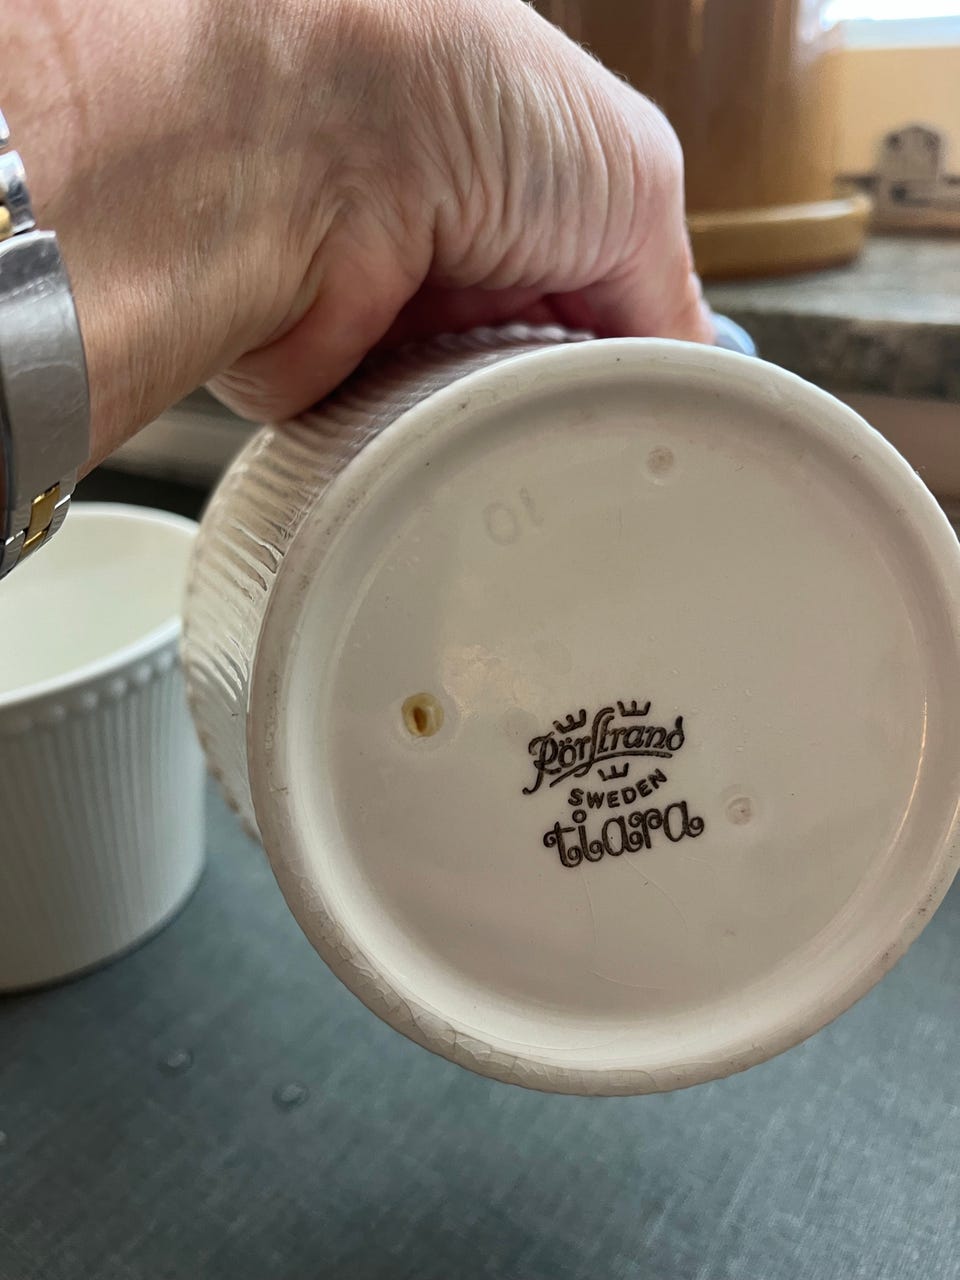 10
Rörstrand
SWEDEN
tiara